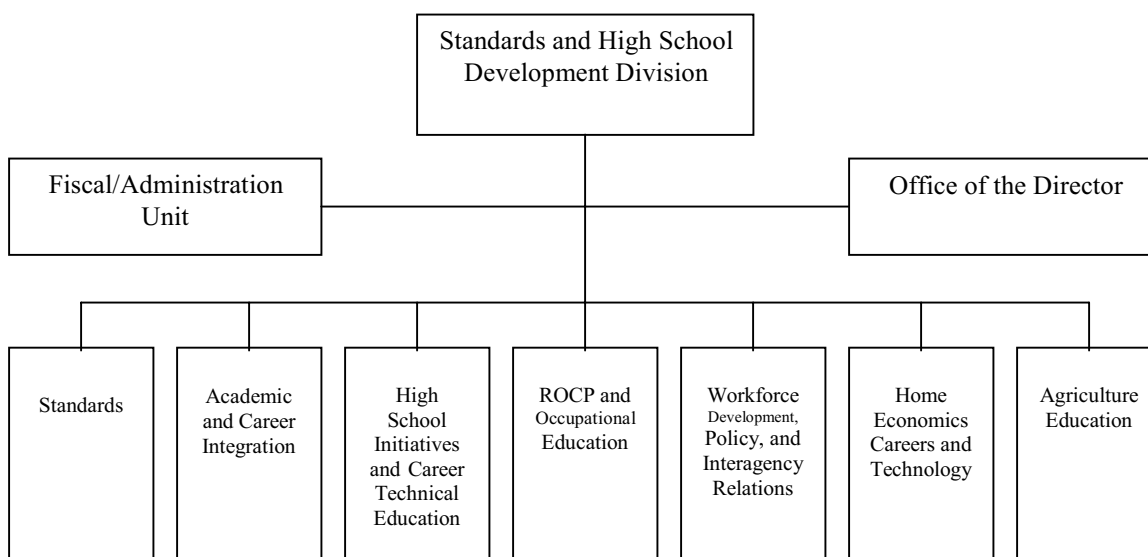 Standards and High School
Development Division
Fiscal/Administration
Unit
Office of the Director
Standards
Academic
and Career
Integration
High
School
Initiatives
and Career
Technical
Education
ROCP and
Occupational
Education
Workforce
Development,
Policy, and
Interagency
Relations
Home
Economics
Careers and
Technology
Agriculture
Education